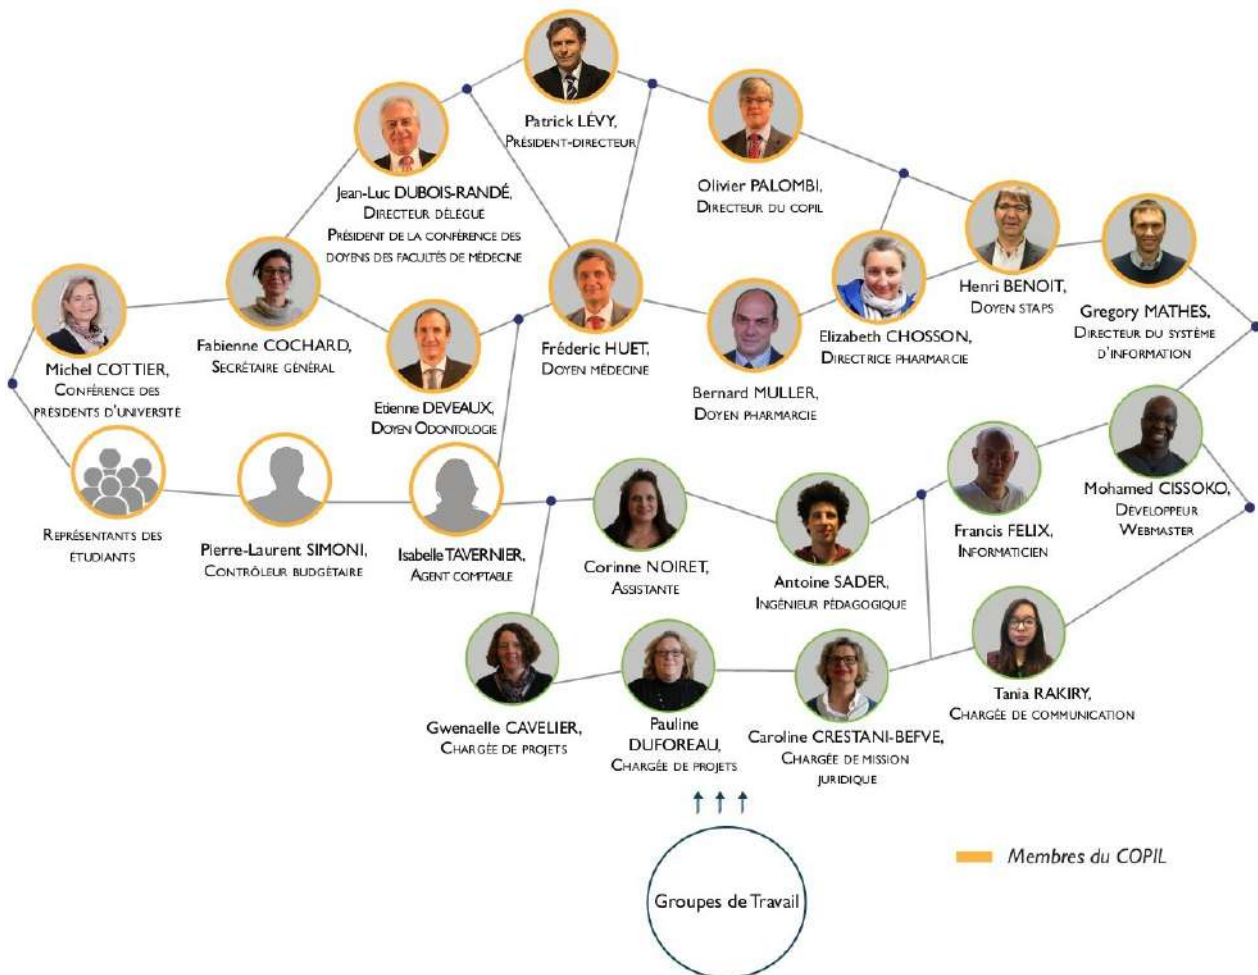 Patrick LÉVY,
PRÉSIDENT-DIRECTEUR
Jean-Luc DUBOIS-RANDÉ,
DIRECTEUR DÉLÉGUÉ
PRÉSIDENT DE LA CONFÉRENCE DES
DOYENS DES FACULTÉS DE MÉDECINE
Olivier PALOMBI,
DIRECTEUR DU COPIL
Michel COTTIER,
CONFÉRENCE DES
PRÉSIDENTS D'UNIVERSITÉ
Fabienne COCHARD,
SECRÉTAIRE GÉNÉRAL
Etienne DEVEAUX,
DOYEN ODONTOLOGIE
Fréderic HUET,
DOYEN MÉDECINE
Bernard MULLER,
DOYEN PHARMARCIE
Elizabeth CHOSSON,
DIRECTRICE PHARMARCIE
Henri BENOIT,
DOYEN STAPS
Gregory MATHES,
DIRECTEUR DU SYSTÈME
D'INFORMATION
REPRÉSENTANTS DES
ÉTUDIANTS
Pierre-Laurent SIMONI,
CONTRÔLEUR BUDGÉTAIRE
Isabelle TAVERNIER,
AGENT COMPTABLE
Corinne NOIRET,
ASSISTANTE
Antoine SADER,
INGÉNIEUR PÉDAGOGIQUE
Francis FELIX,
INFORMATICIEN
Mohamed CISSOKO,
DÉVELOPPEUR
WEBMASTER
Gwenaelle CAVELIER,
CHARGÉE DE PROJETS
Pauline
DUFOREAU,
CHARGÉE DE PROJETS
Caroline CRESTANI-BEFVE,
CHARGÉE DE MISSION
JURIDIQUE
Tania RAKIRY,
CHARGÉE DE COMMUNICATION
Groupes de Travail
Membres du COPIL